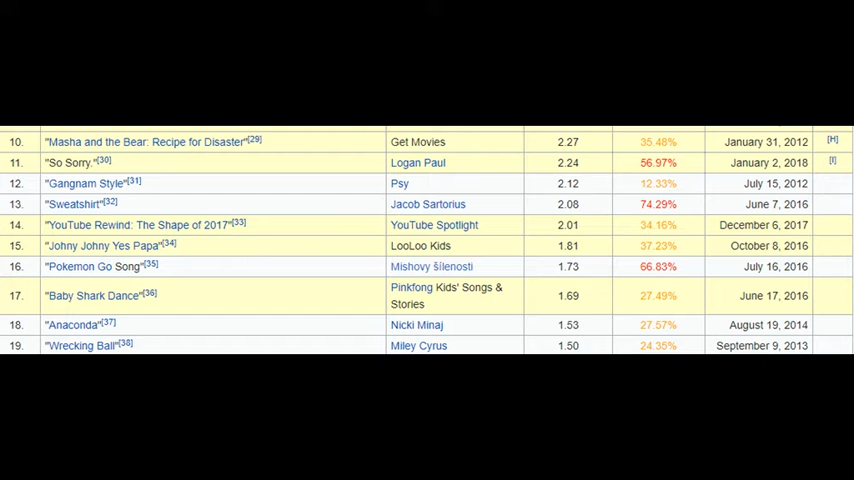 10. "Masha and the Bear: Recipe for Disaster"[29] Get Movies 2.27 35.48% January 31, 2012 [H]
11. "So Sorry."[30] Logan Paul 2.24 56.97% January 2, 2018 [I]
12. "Gangnam Style"[31] Psy 2.12 12.33% July 15, 2012
13. "Sweatshirt"[32] Jacob Sartorius 2.08 74.29% June 7, 2016
14. "YouTube Rewind: The Shape of 2017"[33] YouTube Spotlight 2.01 34.16% December 6, 2017
15. "Johny Johny Yes Papa"[34] LooLoo Kids 1.81 37.23% October 8, 2016
16. "Pokemon Go Song"[35] Mishovy šílenosti 1.73 66.83% July 16, 2016
17. "Baby Shark Dance"[36] Pinkfong Kids' Songs & 1.69 27.49% June 17, 2016
Stories
18. "Anaconda"[37] Nicki Minaj 1.53 27.57% August 19, 2014
19. "Wrecking Ball"[38] Miley Cyrus 1.50 24.35% September 9, 2013